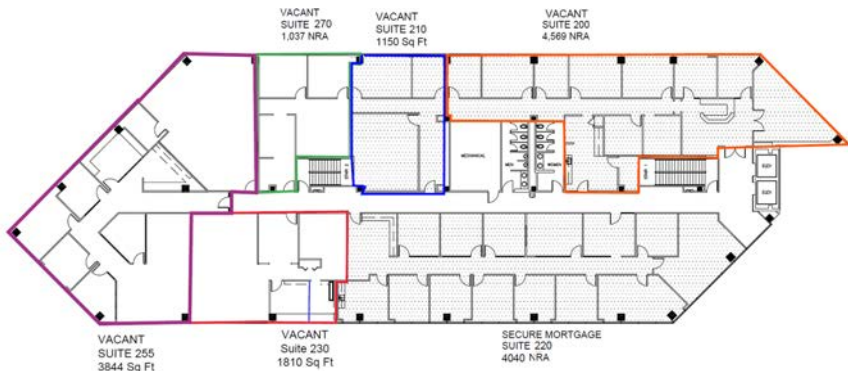 VACANT
SUITE 270
1,037 NRA
VACANT
SUITE 210
1150 Sq Ft
VACANT
SUITE 200
4,569 NRA
MECHANICAL
MEN
WOMEN
ELEV
ELEV
VACANT
SUITE 255
3844 Sq Ft
VACANT
Suite 230
1810 Sq Ft
SECURE MORTGAGE
SUITE 220
4040 NRA